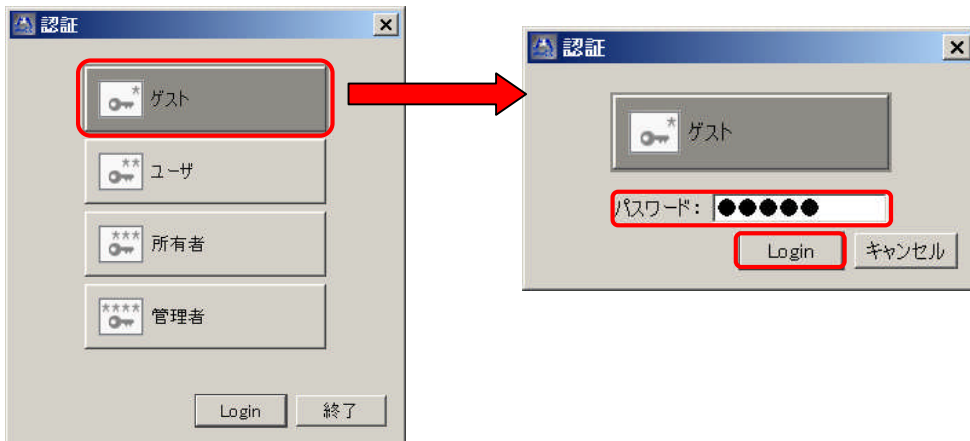 認証
* ゲスト
** ユーザ
*** 所有者
**** 管理者
Login 終了
認証
* ゲスト
パスワード: ●●●●●
Login キャンセル